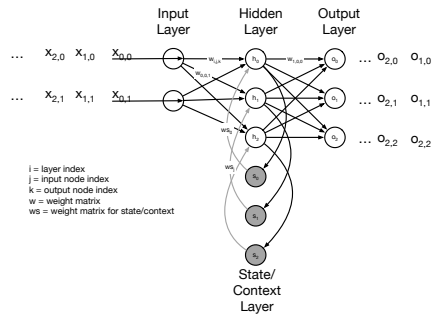 Input
Layer
Hidden
Layer
Output
Layer
... x2,0 x1,0 x0,0
wi,j,k
h0
w1,0,0
o0
... o2,0 o1,0
w0,0,1
... x2,1 x1,1 x0,1
h1
o1
... o2,1 o1,1
ws0
h2
o2
... o2,2 o2,2
i = layer index
j = input node index
k = output node index
w = weight matrix
ws = weight matrix for state/context
s1
s2
State/
Context
Layer